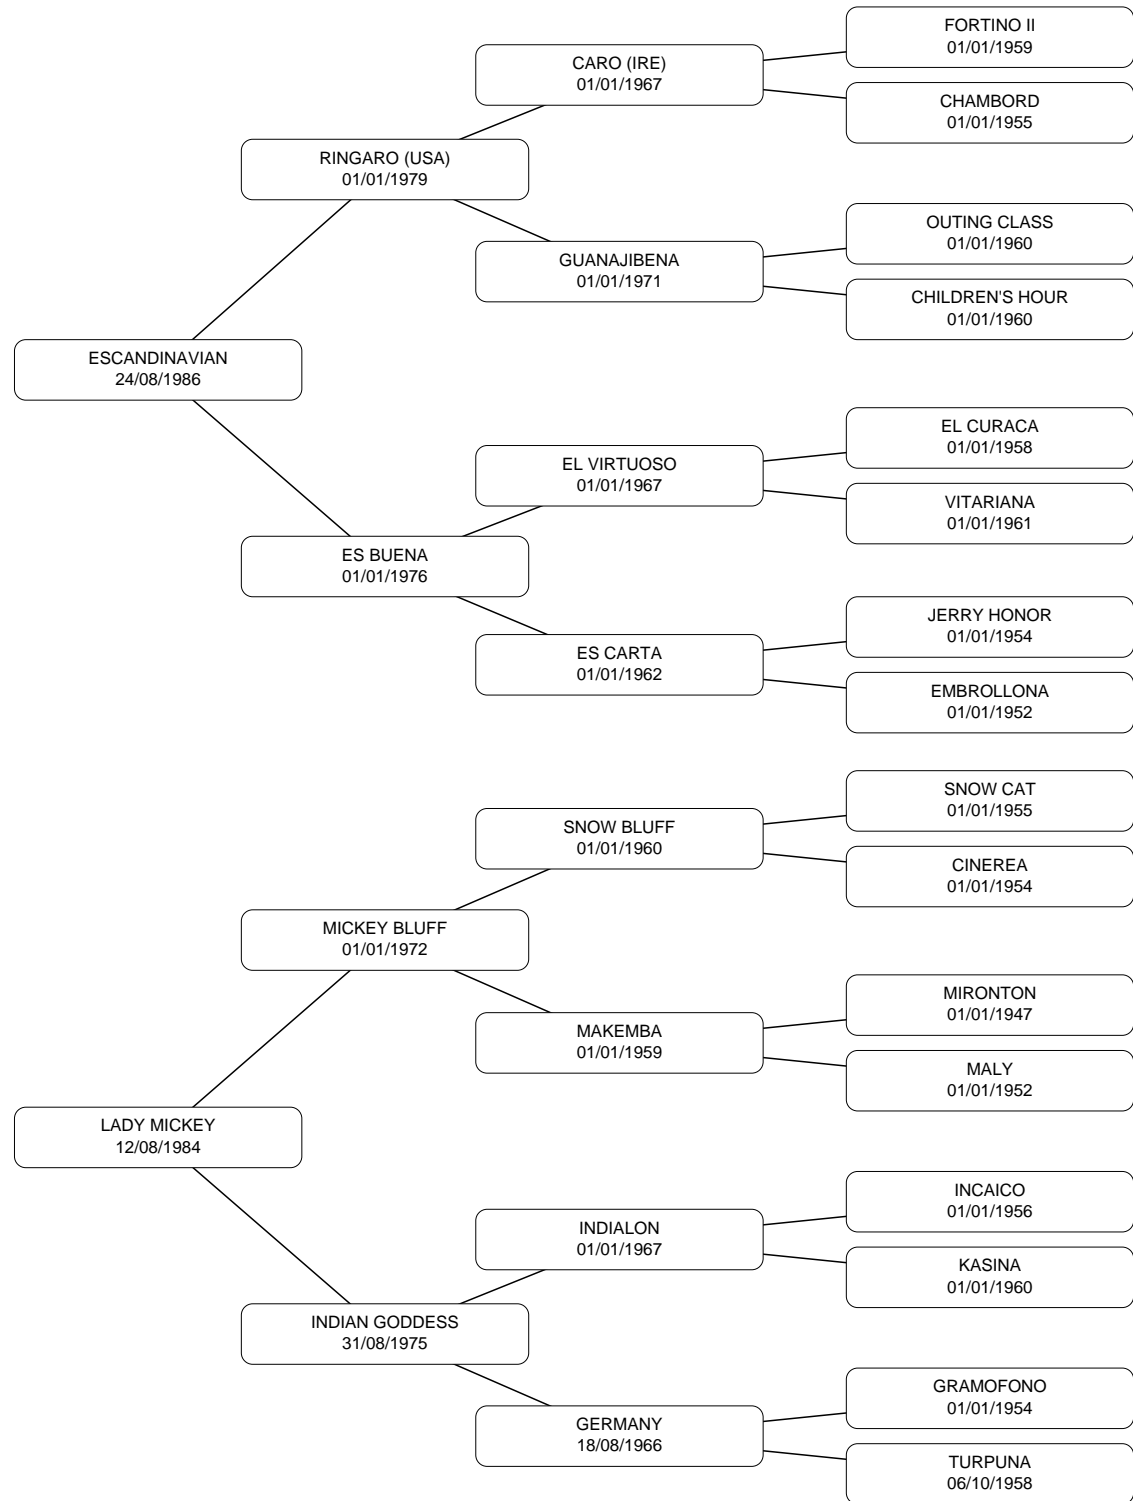 FORTINO II
01/01/1959
CARO (IRE)
01/01/1967
CHAMBORD
01/01/1955
RINGARO (USA)
01/01/1979
OUTING CLASS
01/01/1960
GUANAJIBENA
01/01/1971
CHILDREN'S HOUR
01/01/1960
ESCANDINAVIAN
24/08/1986
EL CURACA
01/01/1958
EL VIRTUOSO
01/01/1967
VITARIANA
01/01/1961
ES BUENA
01/01/1976
JERRY HONOR
01/01/1954
ES CARTA
01/01/1962
EMBROLLONA
01/01/1952
SNOW CAT
01/01/1955
SNOW BLUFF
01/01/1960
CINEREA
01/01/1954
MICKEY BLUFF
01/01/1972
MIRONTON
01/01/1947
MAKEMBA
01/01/1959
MALY
01/01/1952
LADY MICKEY
12/08/1984
INCAICO
01/01/1956
INDIALON
01/01/1967
KASINA
01/01/1960
INDIAN GODDESS
31/08/1975
GRAMOFONO
01/01/1954
GERMANY
18/08/1966
TURPUNA
06/10/1958